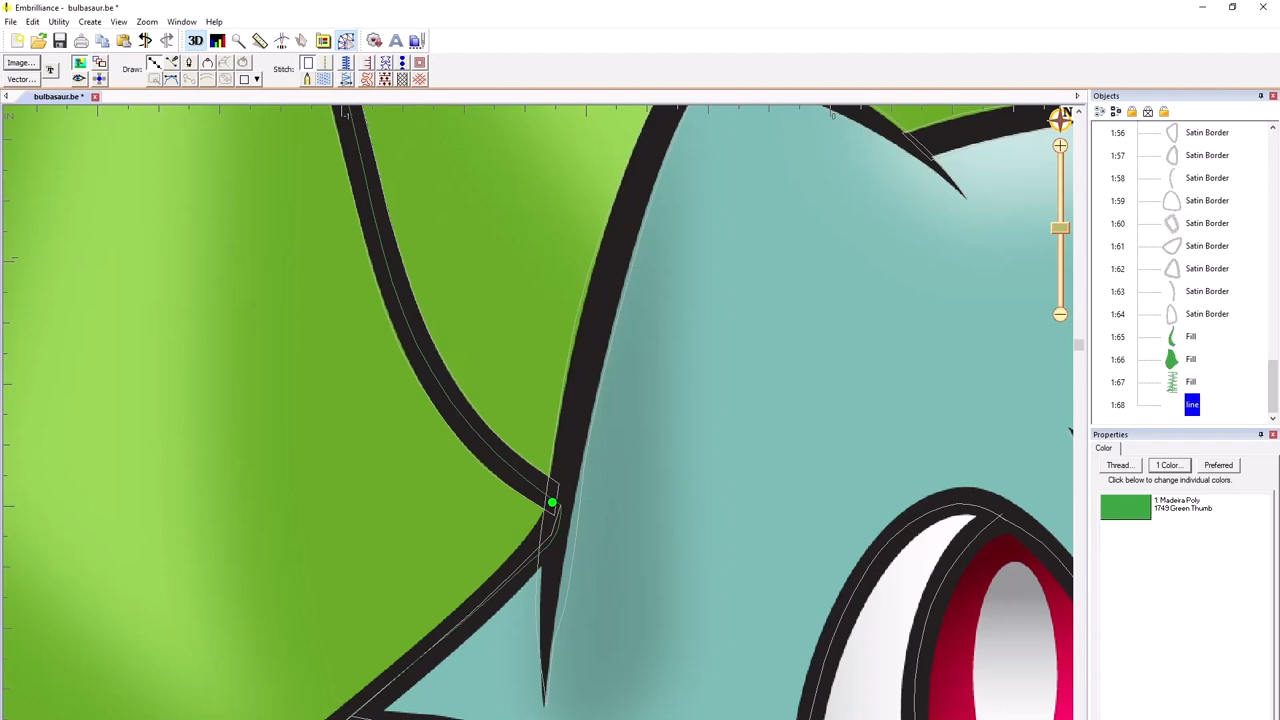 Embrilliance - bulbasaur.be *
File Edit Utility Create View Zoom Window Help
3D
Image...
Vector...
Draw:
Stitch:
bulbasaur.be *
IN
-1
0
N
Objects
1:56 Satin Border
1:57 Satin Border
1:58 Satin Border
1:59 Satin Border
1:60 Satin Border
1:61 Satin Border
1:62 Satin Border
1:63 Satin Border
1:64 Satin Border
1:65 Fill
1:66 Fill
1:67 Fill
1:68 line
Properties
Color
Thread... 1 Color... Preferred
Click below to change individual colors.
1: Madeira Poly
1749 Green Thumb